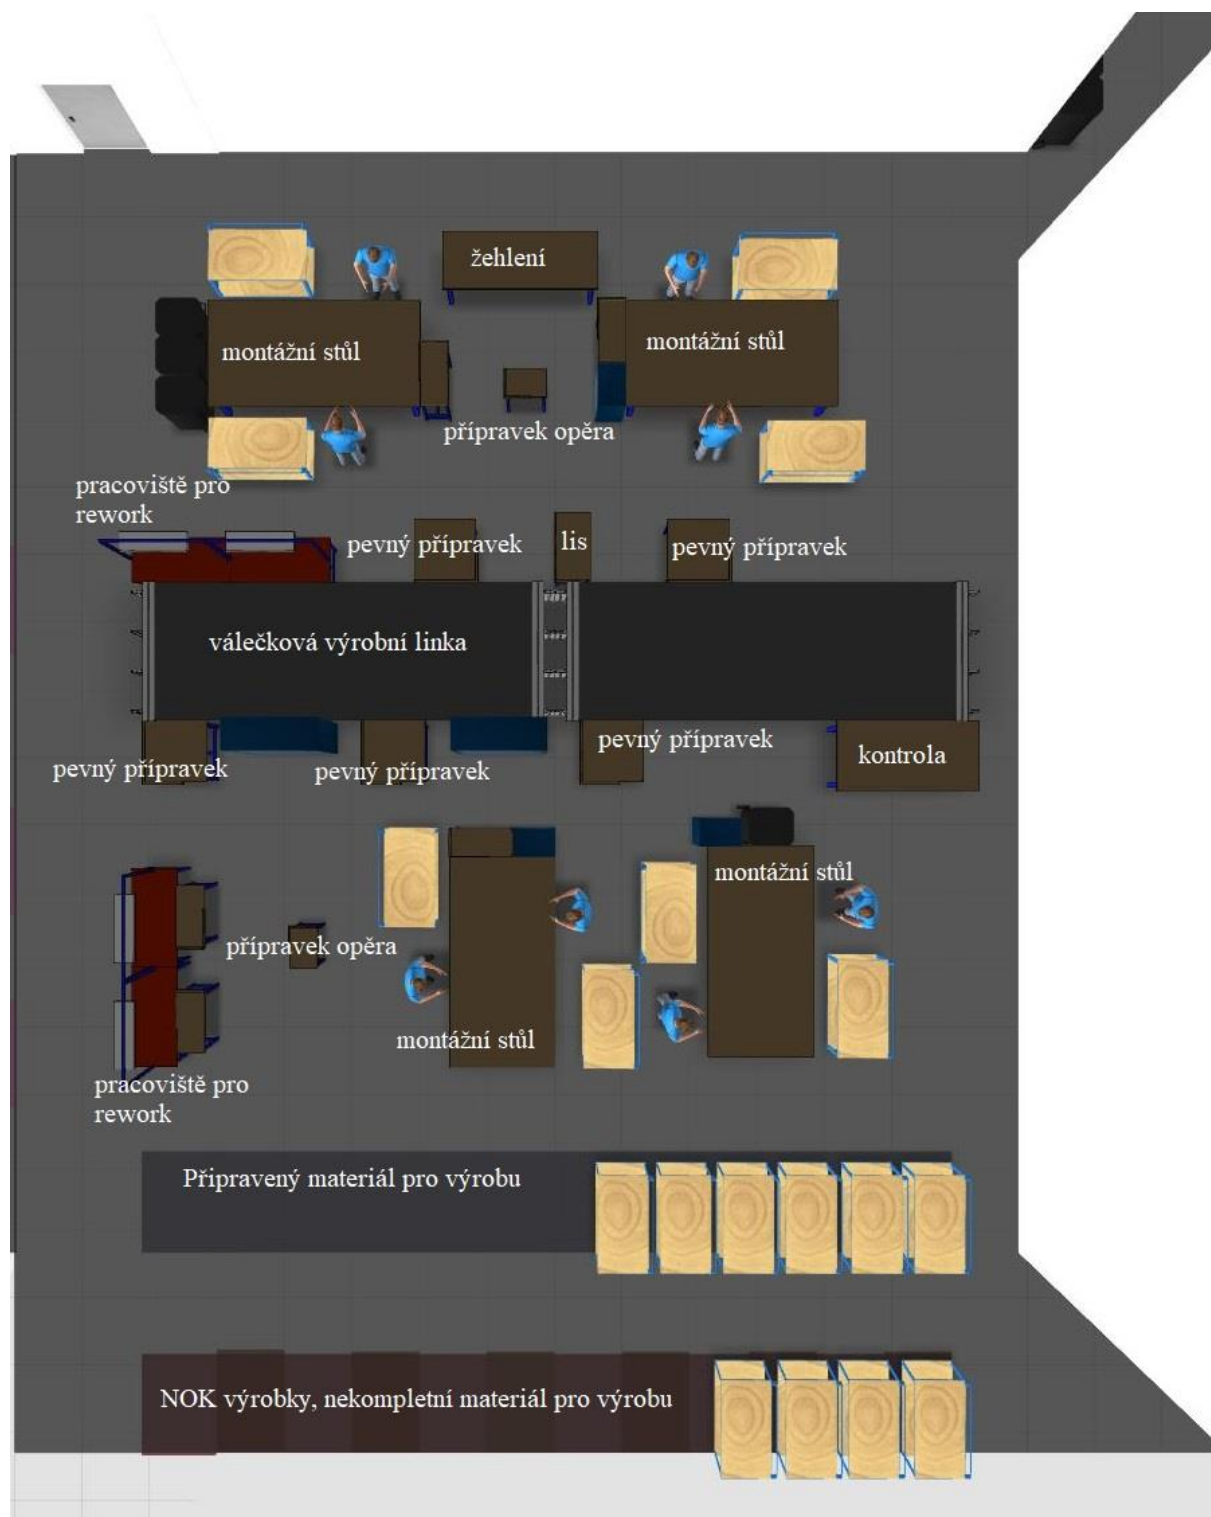 žehlení
montážní stůl
montážní stůl
přípravek opěra
pracoviště pro
rework
pevný přípravek
lis
pevný přípravek
válečková výrobní linka
pevný přípravek
pevný přípravek
pevný přípravek
kontrola
montážní stůl
přípravek opěra
montážní stůl
pracoviště pro
rework
Připravený materiál pro výrobu
NOK výrobky, nekompletní materiál pro výrobu